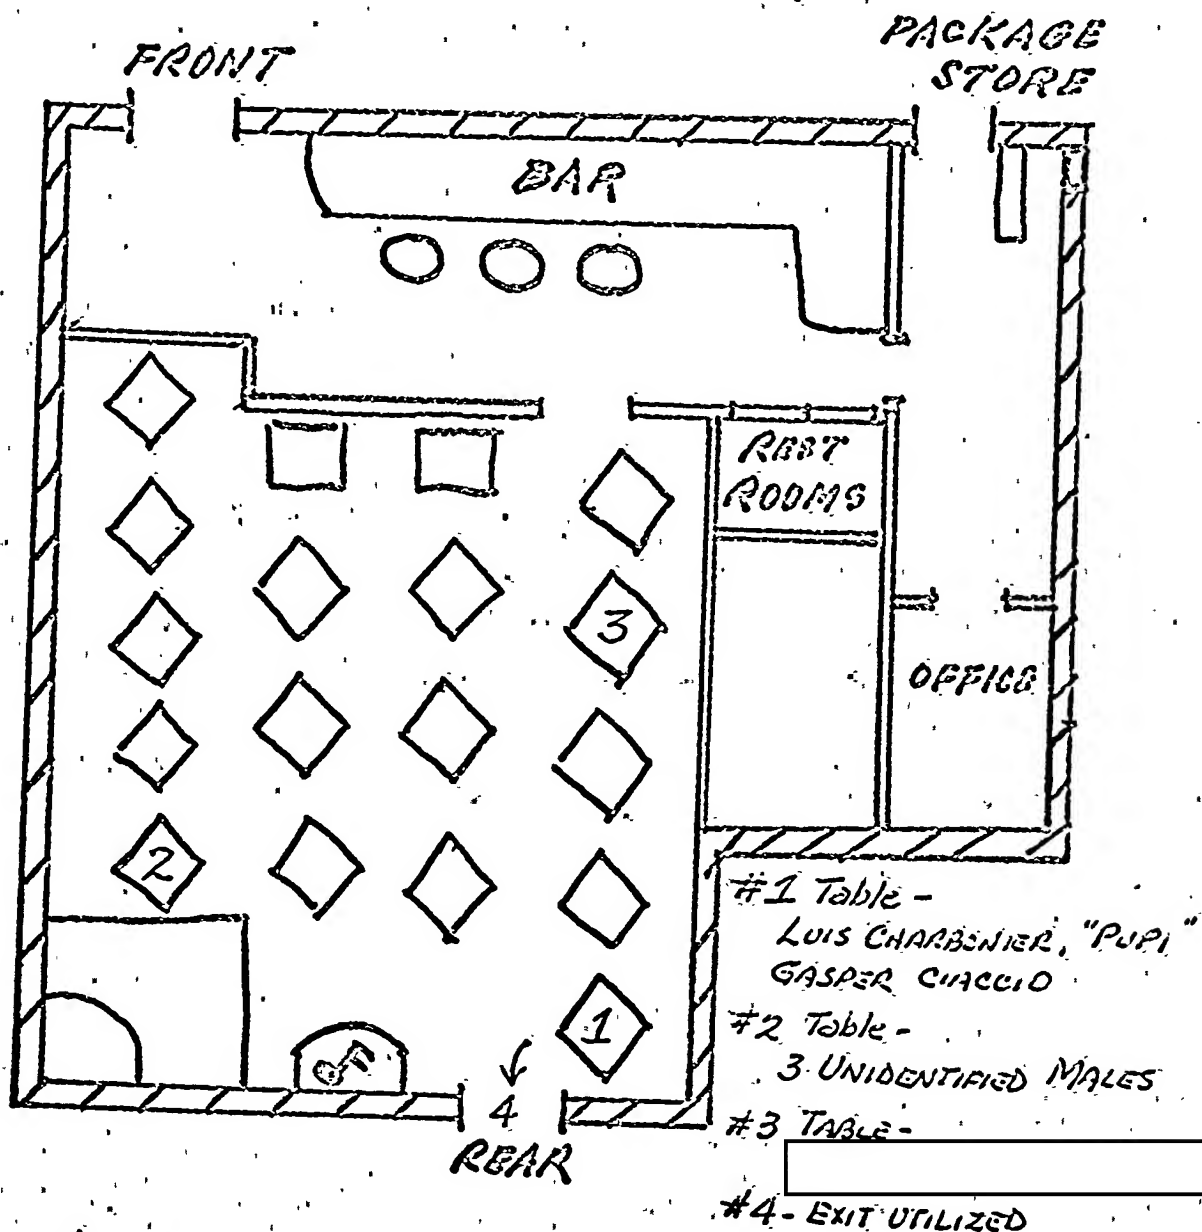 FRONT
PACKAGE
STORE
BAR
REST
ROOMS
3
OFFICE
2
#1 Table -
LUIS CHARBENIER, "PUPI"
GASPER CIACCIO
1
#2 Table -
3 UNIDENTIFIED MALES
4
REAR
#3 TABLE -
#4 - EXIT UTILIZED